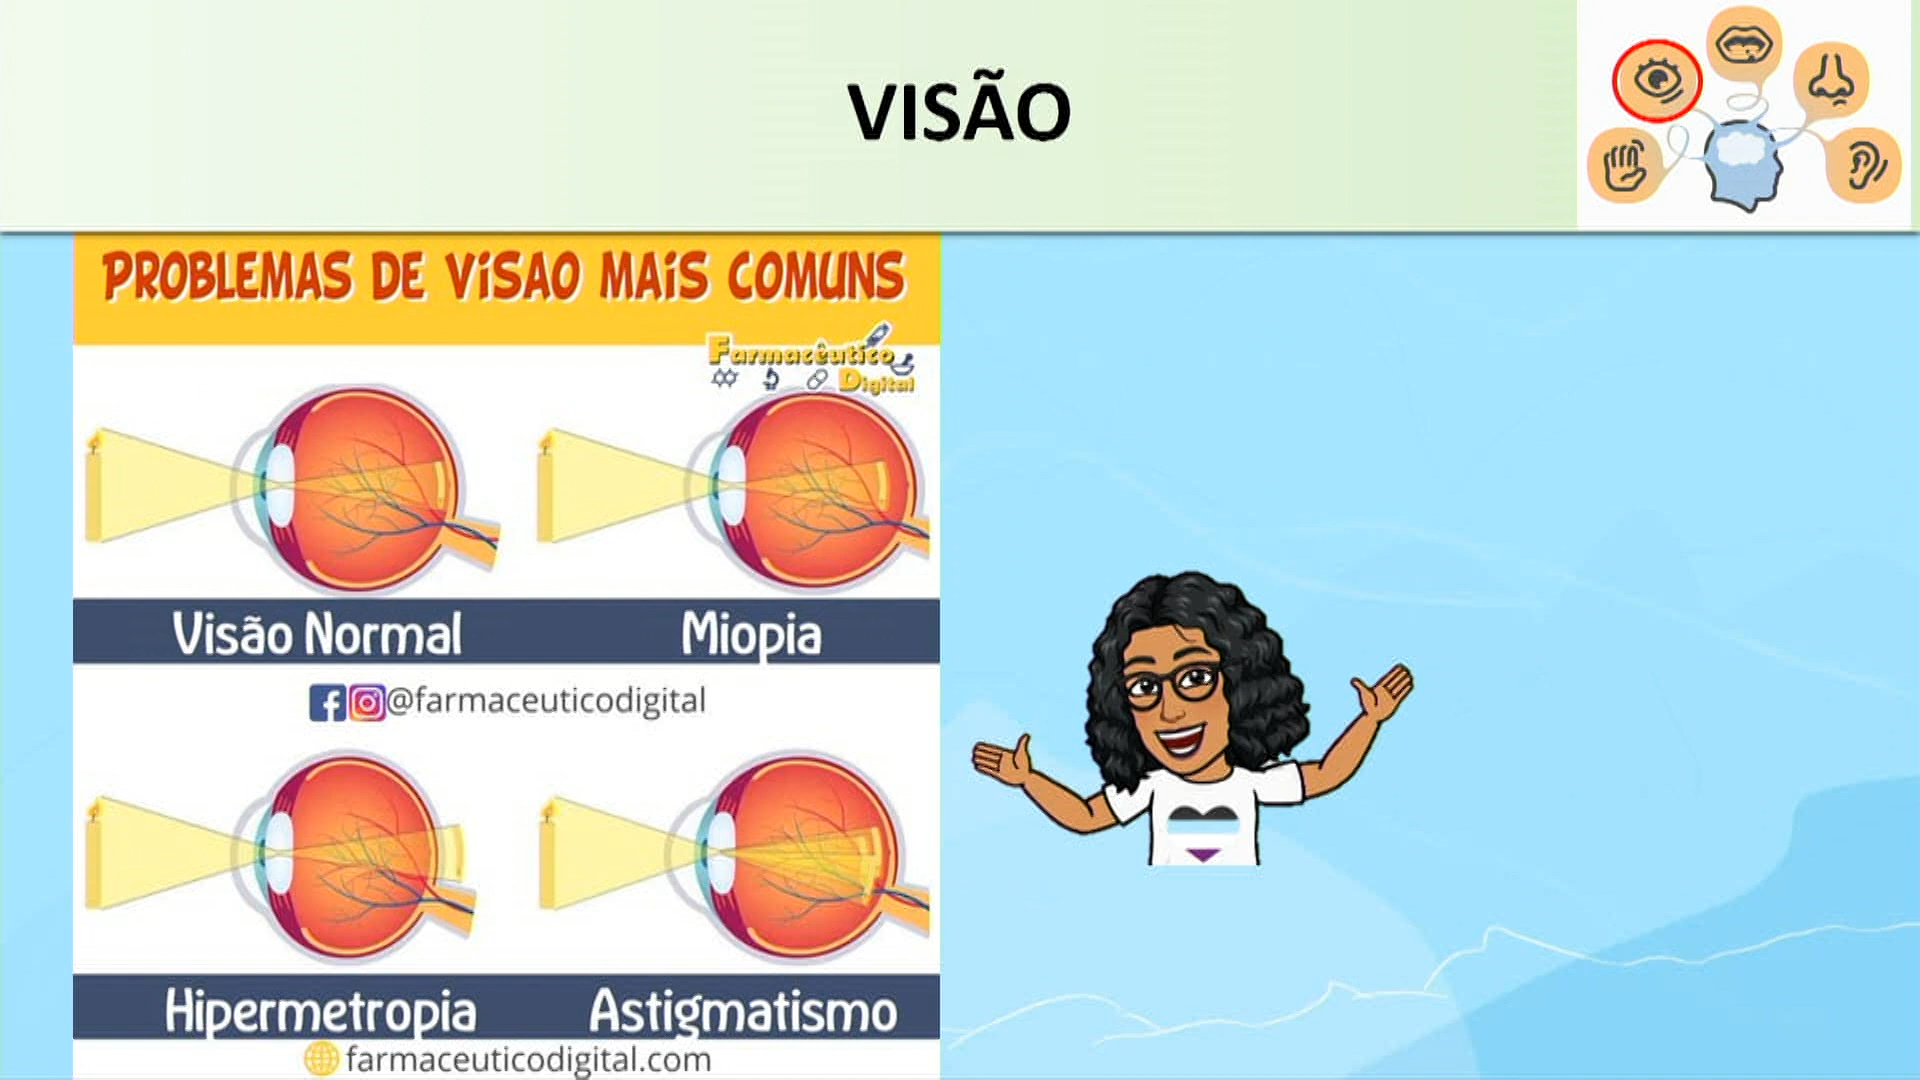 VISÃO
PROBLEMAS DE VISAO MAIS COMUNS
Farmacêutico
Digital
Visão Normal
Miopia
@farmaceuticodigital
Hipermetropia
Astigmatismo
farmaceuticodigital.com